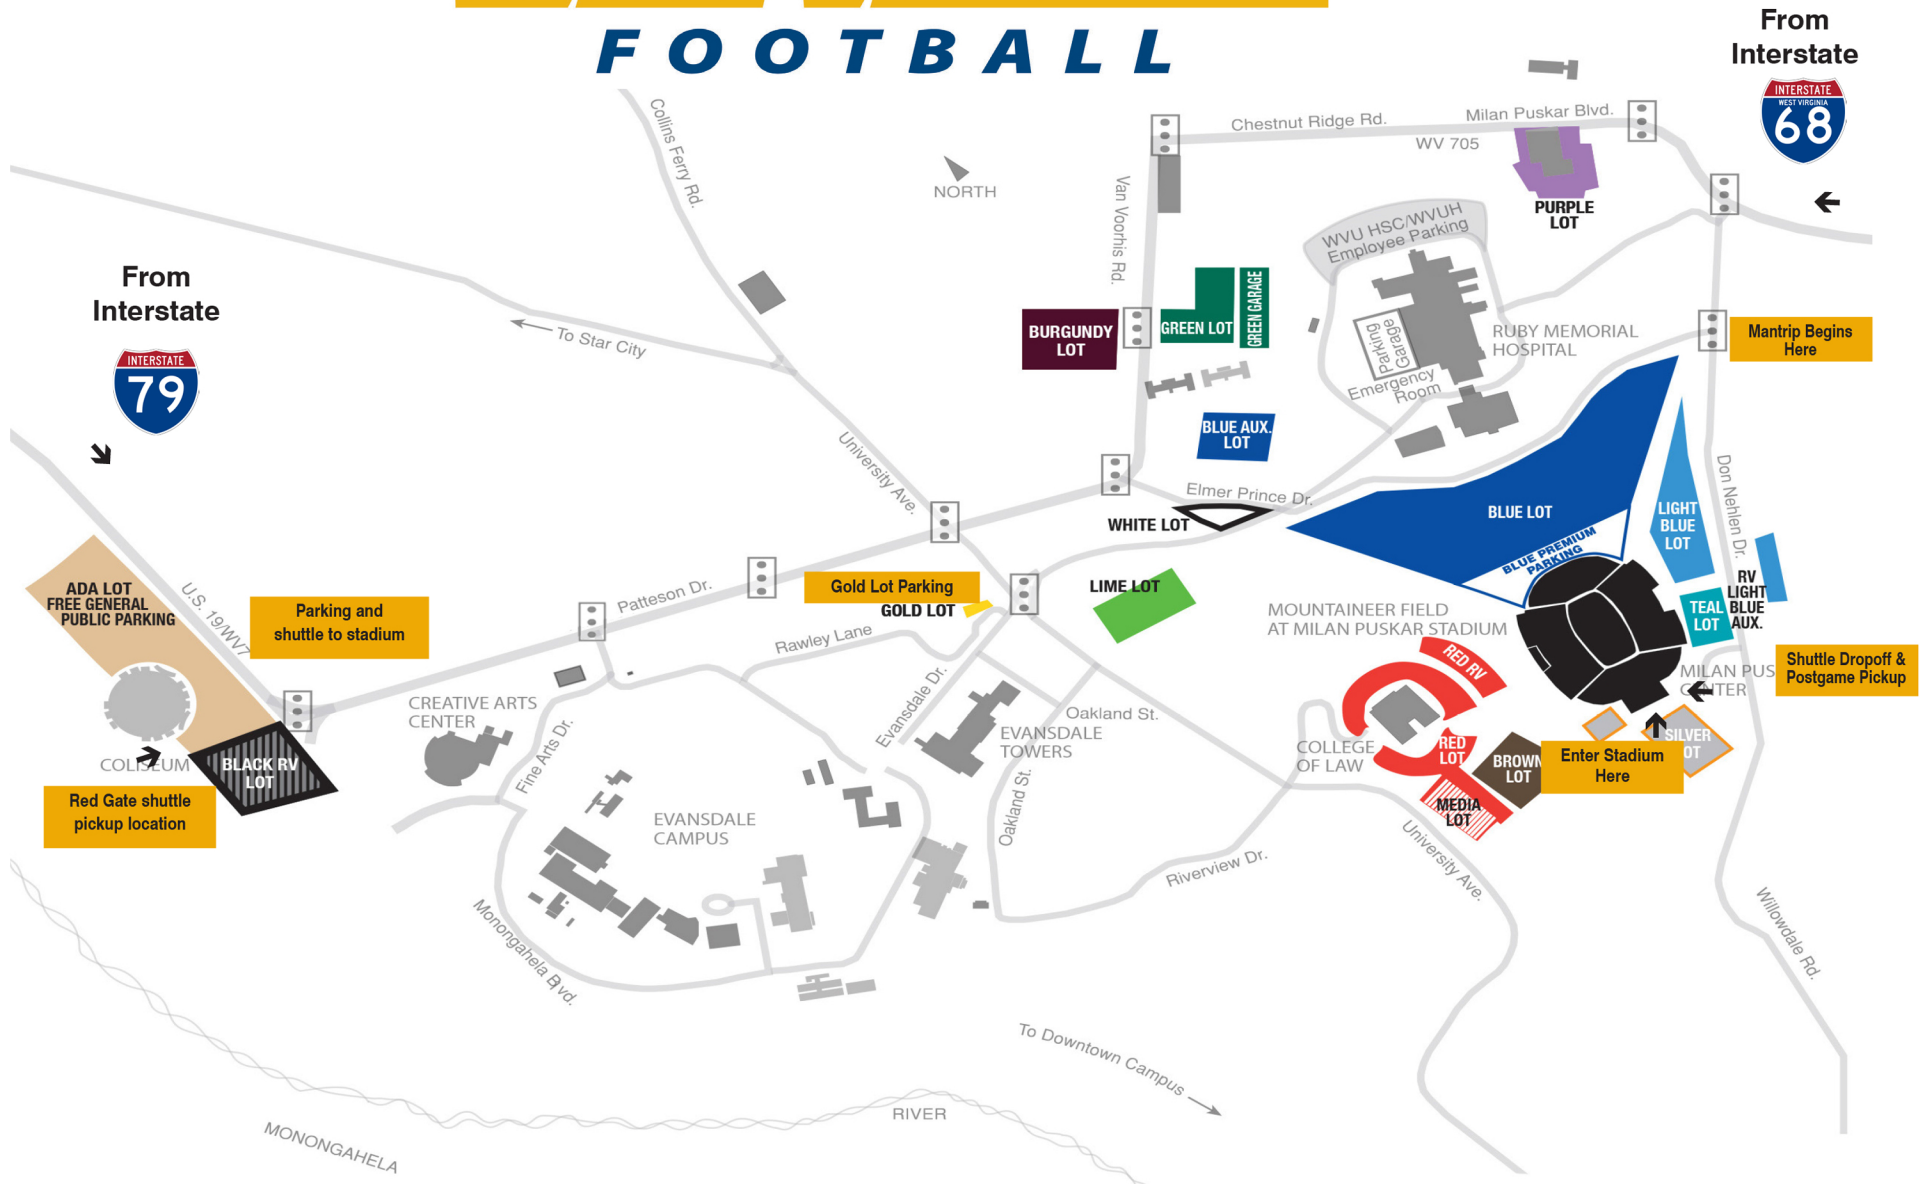 FOOTBALL
From
Interstate
INTERSTATE
WEST VIRGINIA
68
Collins Ferry Rd.
Chestnut Ridge Rd.
Milan Puskar Blvd.
WV 705
NORTH
Van Voorhis Rd.
PURPLE
LOT
WVU HSC/WVUH
Employee Parking
From
Interstate
INTERSTATE
79
To Star City
BURGUNDY
LOT
GREEN LOT
GREEN GARAGE
Parking
Garage
RUBY MEMORIAL
HOSPITAL
Emergency
Room
Mantrip Begins
Here
University Ave.
BLUE AUX.
LOT
Elmer Prince Dr.
WHITE LOT
BLUE LOT
BLUE PREMIUM
PARKING
LIGHT
BLUE
LOT
Don Nehlen Dr.
RV
LIGHT
BLUE
AUX.
TEAL
LOT
ADA LOT
FREE GENERAL
PUBLIC PARKING
U.S. 19/WV7
Parking and
shuttle to stadium
Patteson Dr.
Gold Lot Parking
GOLD LOT
LIME LOT
MOUNTAINEER FIELD
AT MILAN PUSKAR STADIUM
Rawley Lane
RED RV
MILAN PUS
CENTER
Shuttle Dropoff &
Postgame Pickup
CREATIVE ARTS
CENTER
Fine Arts Dr.
Evansdale Dr.
EVANSDALE
TOWERS
Oakland St.
Oakland St.
COLLEGE
OF LAW
RED
LOT
BROWN
LOT
SILVER
OT
Enter Stadium
Here
MEDIA
LOT
COLISEUM
BLACK RV
LOT
Red Gate shuttle
pickup location
EVANSDALE
CAMPUS
Riverview Dr.
University Ave.
Monongahela Blvd.
Willowdale Rd.
To Downtown Campus
RIVER
MONONGAHELA